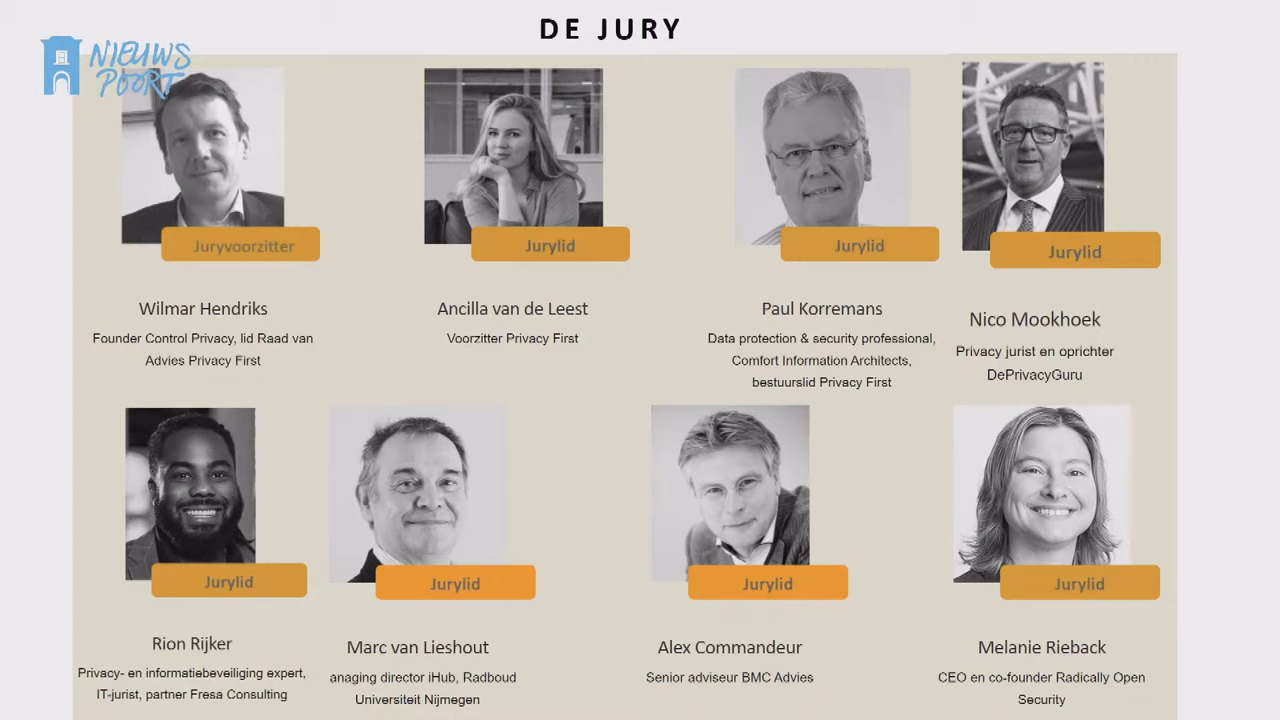 DE JURY
NIEUWS
POORT
Juryvoorzitter
Jurylid
Jurylid
Jurylid
Wilmar Hendriks
Founder Control Privacy, lid Raad van
Advies Privacy First
Ancilla van de Leest
Voorzitter Privacy First
Paul Korremans
Data protection & security professional,
Comfort Information Architects,
bestuurslid Privacy First
Nico Mookhoek
Privacy jurist en oprichter
DePrivacyGuru
Jurylid
Jurylid
Jurylid
Jurylid
Rion Rijker
Privacy- en informatiebeveiliging expert,
IT-jurist, partner Fresa Consulting
Marc van Lieshout
anaging director iHub, Radboud
Universiteit Nijmegen
Alex Commandeur
Senior adviseur BMC Advies
Melanie Rieback
CEO en co-founder Radically Open
Security